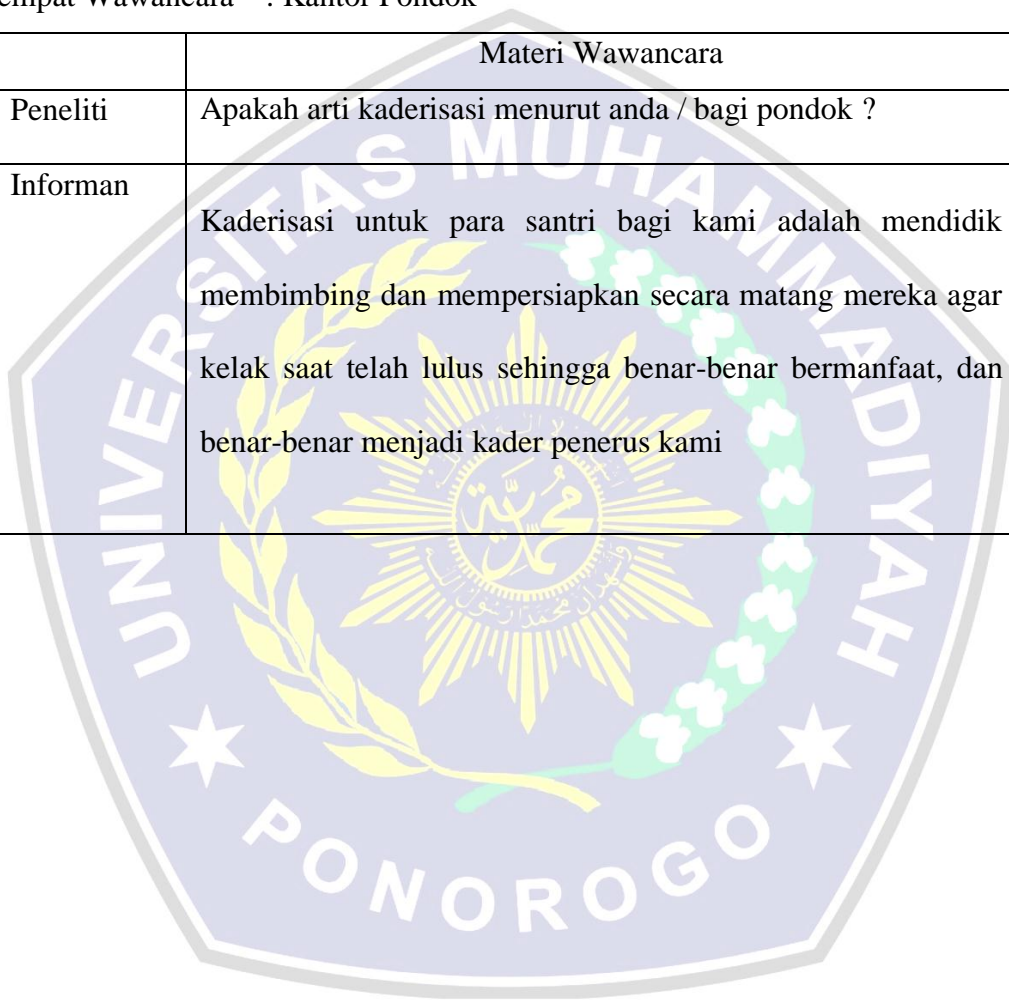 Wawancara : Kantor Pondok
Materi Wawancara
Peneliti Apakah arti kaderisasi menurut anda / bagi pondok ?
Informan
Kaderisasi untuk para santri bagi kami adalah mendidik
membimbing dan mempersiapkan secara matang mereka agar
kelak saat telah lulus sehingga benar-benar bermanfaat, dan
benar-benar menjadi kader penerus kami
UNIVERSITAS MUHAMMADIYAH
PONOROGO